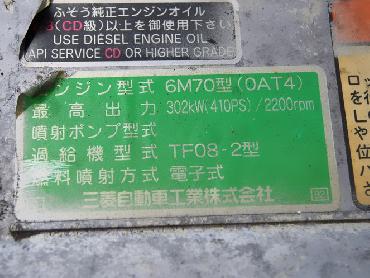 ふそう純正エンジンオイル
(CD級)以上を御使用下さい
USE DIESEL ENGINE OIL
API SERVICE CD OR HIGHER GRADE
ンジン型式 6M70型(0AT4)
最高出力 302kW(410PS)/2200rpm
噴射ポンプ型式
過給機型式 TF08-2型
燃料噴射方式 電子式
三菱自動車工業株式会社